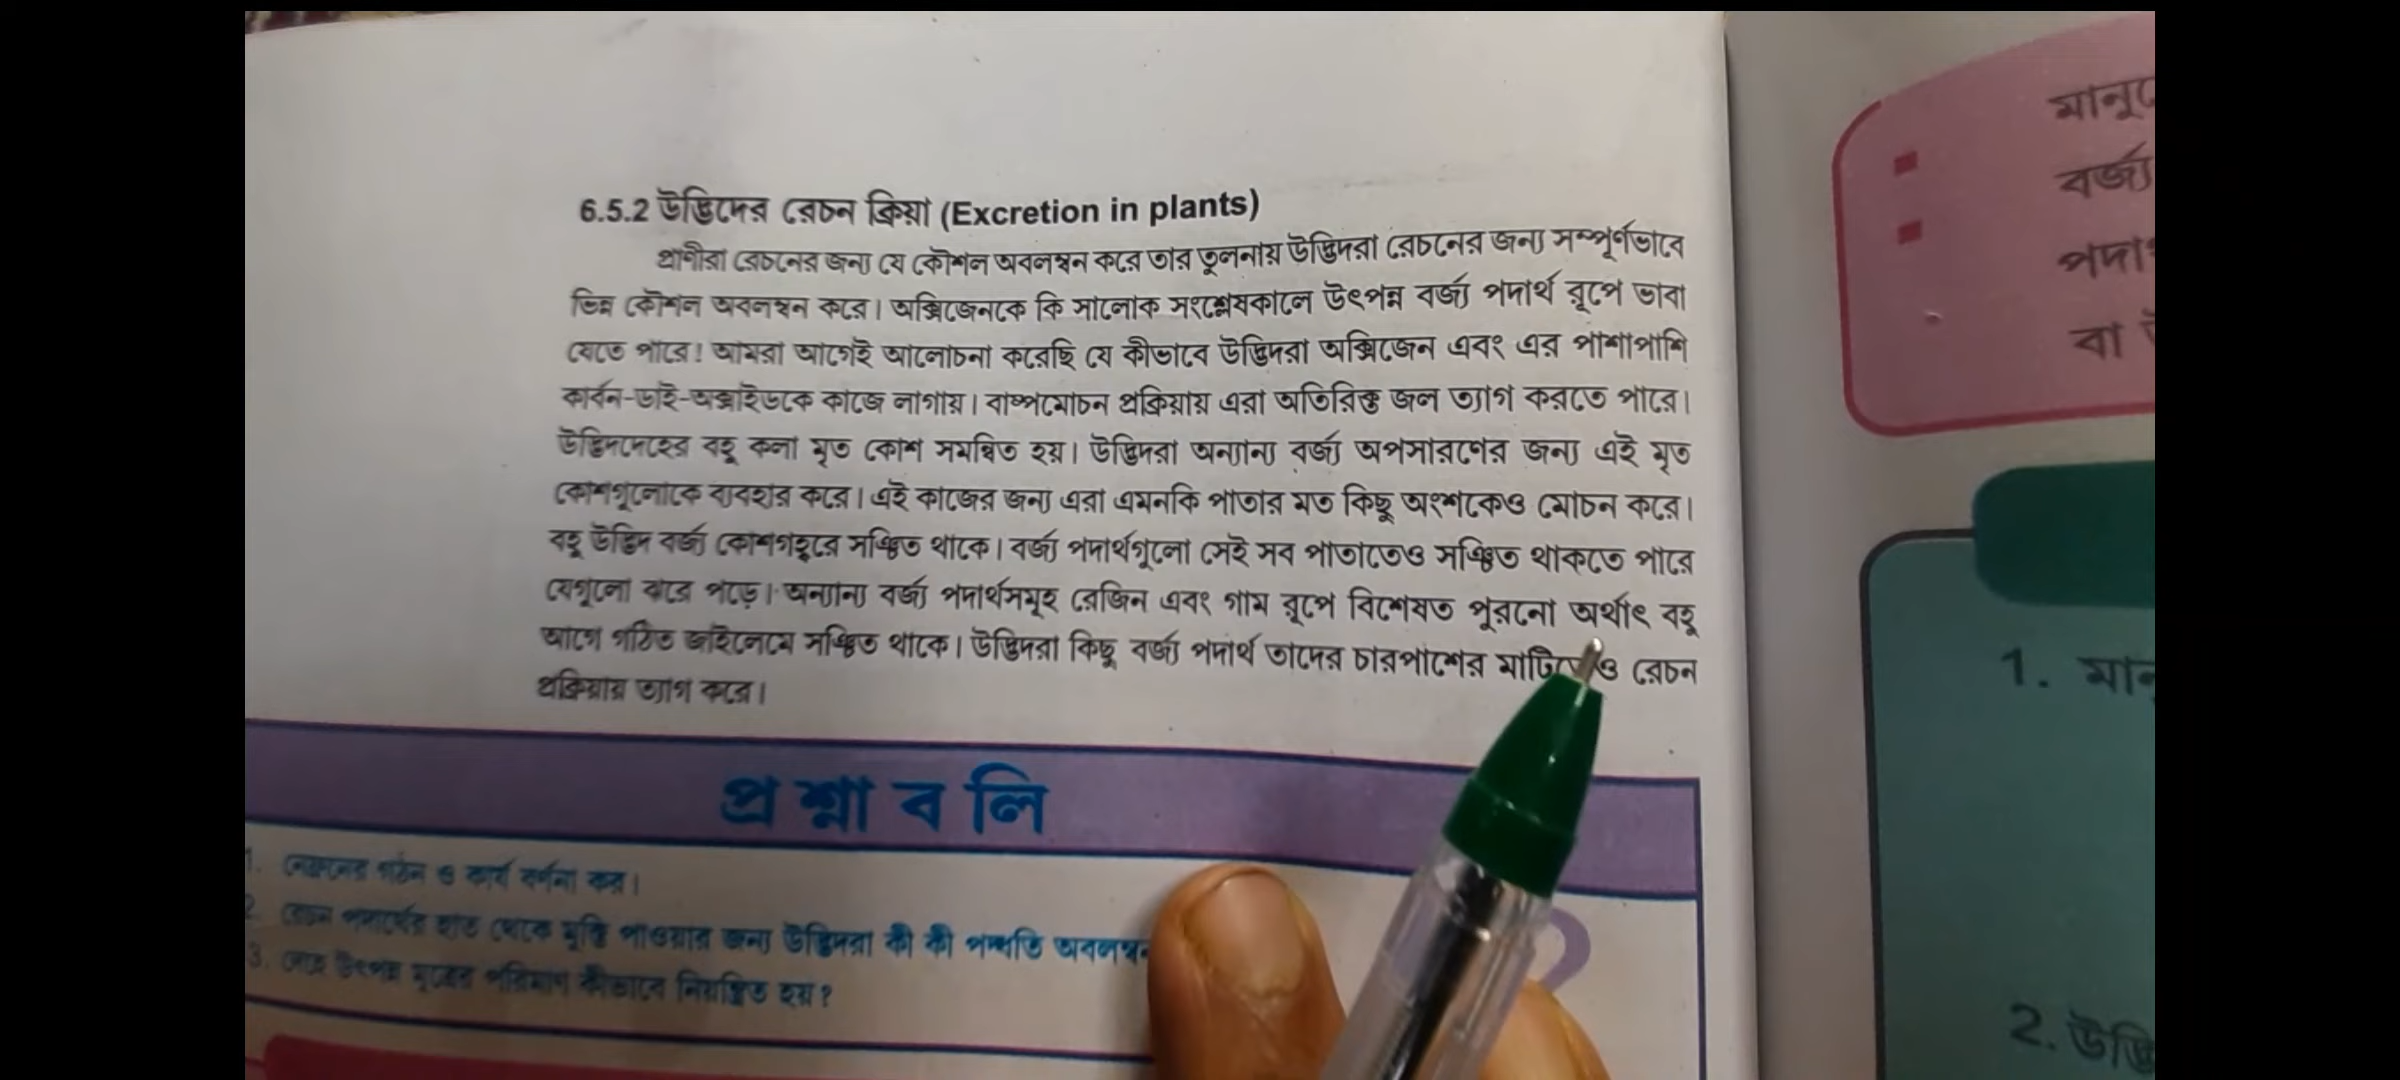 6.5.2 উদ্ভিদের রেচন ক্রিয়া (Excretion in plants)
প্রাণীরা রেচনের জন্য যে কৌশল অবলম্বন করে তার তুলনায় উদ্ভিদরা রেচনের জন্য সম্পূর্ণভাবে
ভিন্ন কৌশল অবলম্বন করে। অক্সিজেনকে কি সালোক সংশ্লেষকালে উৎপন্ন বর্জ্য পদার্থ রূপে ভাবা
যেতে পারে! আমরা আগেই আলোচনা করেছি যে কীভাবে উদ্ভিদরা অক্সিজেন এবং এর পাশাপাশি
কার্বন-ডাই-অক্সাইডকে কাজে লাগায়। বাষ্পমোচন প্রক্রিয়ায় এরা অতিরিক্ত জল ত্যাগ করতে পারে।
উদ্ভিদদেহের বহু কলা মৃত কোশ সমন্বিত হয়। উদ্ভিদরা অন্যান্য বর্জ্য অপসারণের জন্য এই মৃত
কোশগুলোকে ব্যবহার করে। এই কাজের জন্য এরা এমনকি পাতার মত কিছু অংশকেও মোচন করে।
বহু উদ্ভিদ বর্জ্য কোশগহ্বরে সঞ্চিত থাকে। বর্জ্য পদার্থগুলো সেই সব পাতাতেও সঞ্চিত থাকতে পারে
যেগুলো ঝরে পড়ে। অন্যান্য বর্জ্য পদার্থসমূহ রেজিন এবং গাম রূপে বিশেষত পুরনো অর্থাৎ বহু
আগে গঠিত জাইলেমে সঞ্চিত থাকে। উদ্ভিদরা কিছু বর্জ্য পদার্থ তাদের চারপাশের মাটিতেও রেচন
প্রক্রিয়ায় ত্যাগ করে।
প্রশ্নাবলি
1. নেফ্রনের গঠন ও কার্য বর্ণনা কর।
2. রেচন পদার্থের হাত থেকে মুক্তি পাওয়ার জন্য উদ্ভিদরা কী কী পদ্ধতি
3. দেহে উৎপন্ন মূত্রের পরিমাণ কীভাবে নিয়ন্ত্রিত হয়?
বর্জ্য
বা
1.
2.